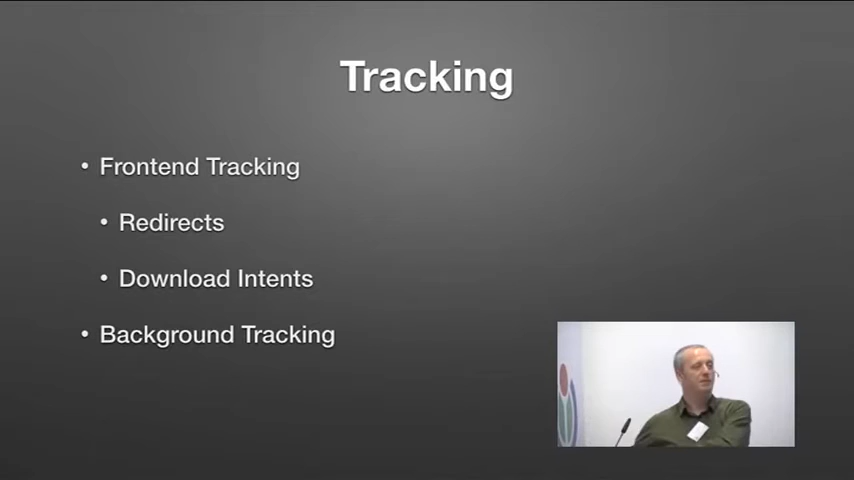 Tracking
• Frontend Tracking
• Redirects
• Download Intents
• Background Tracking